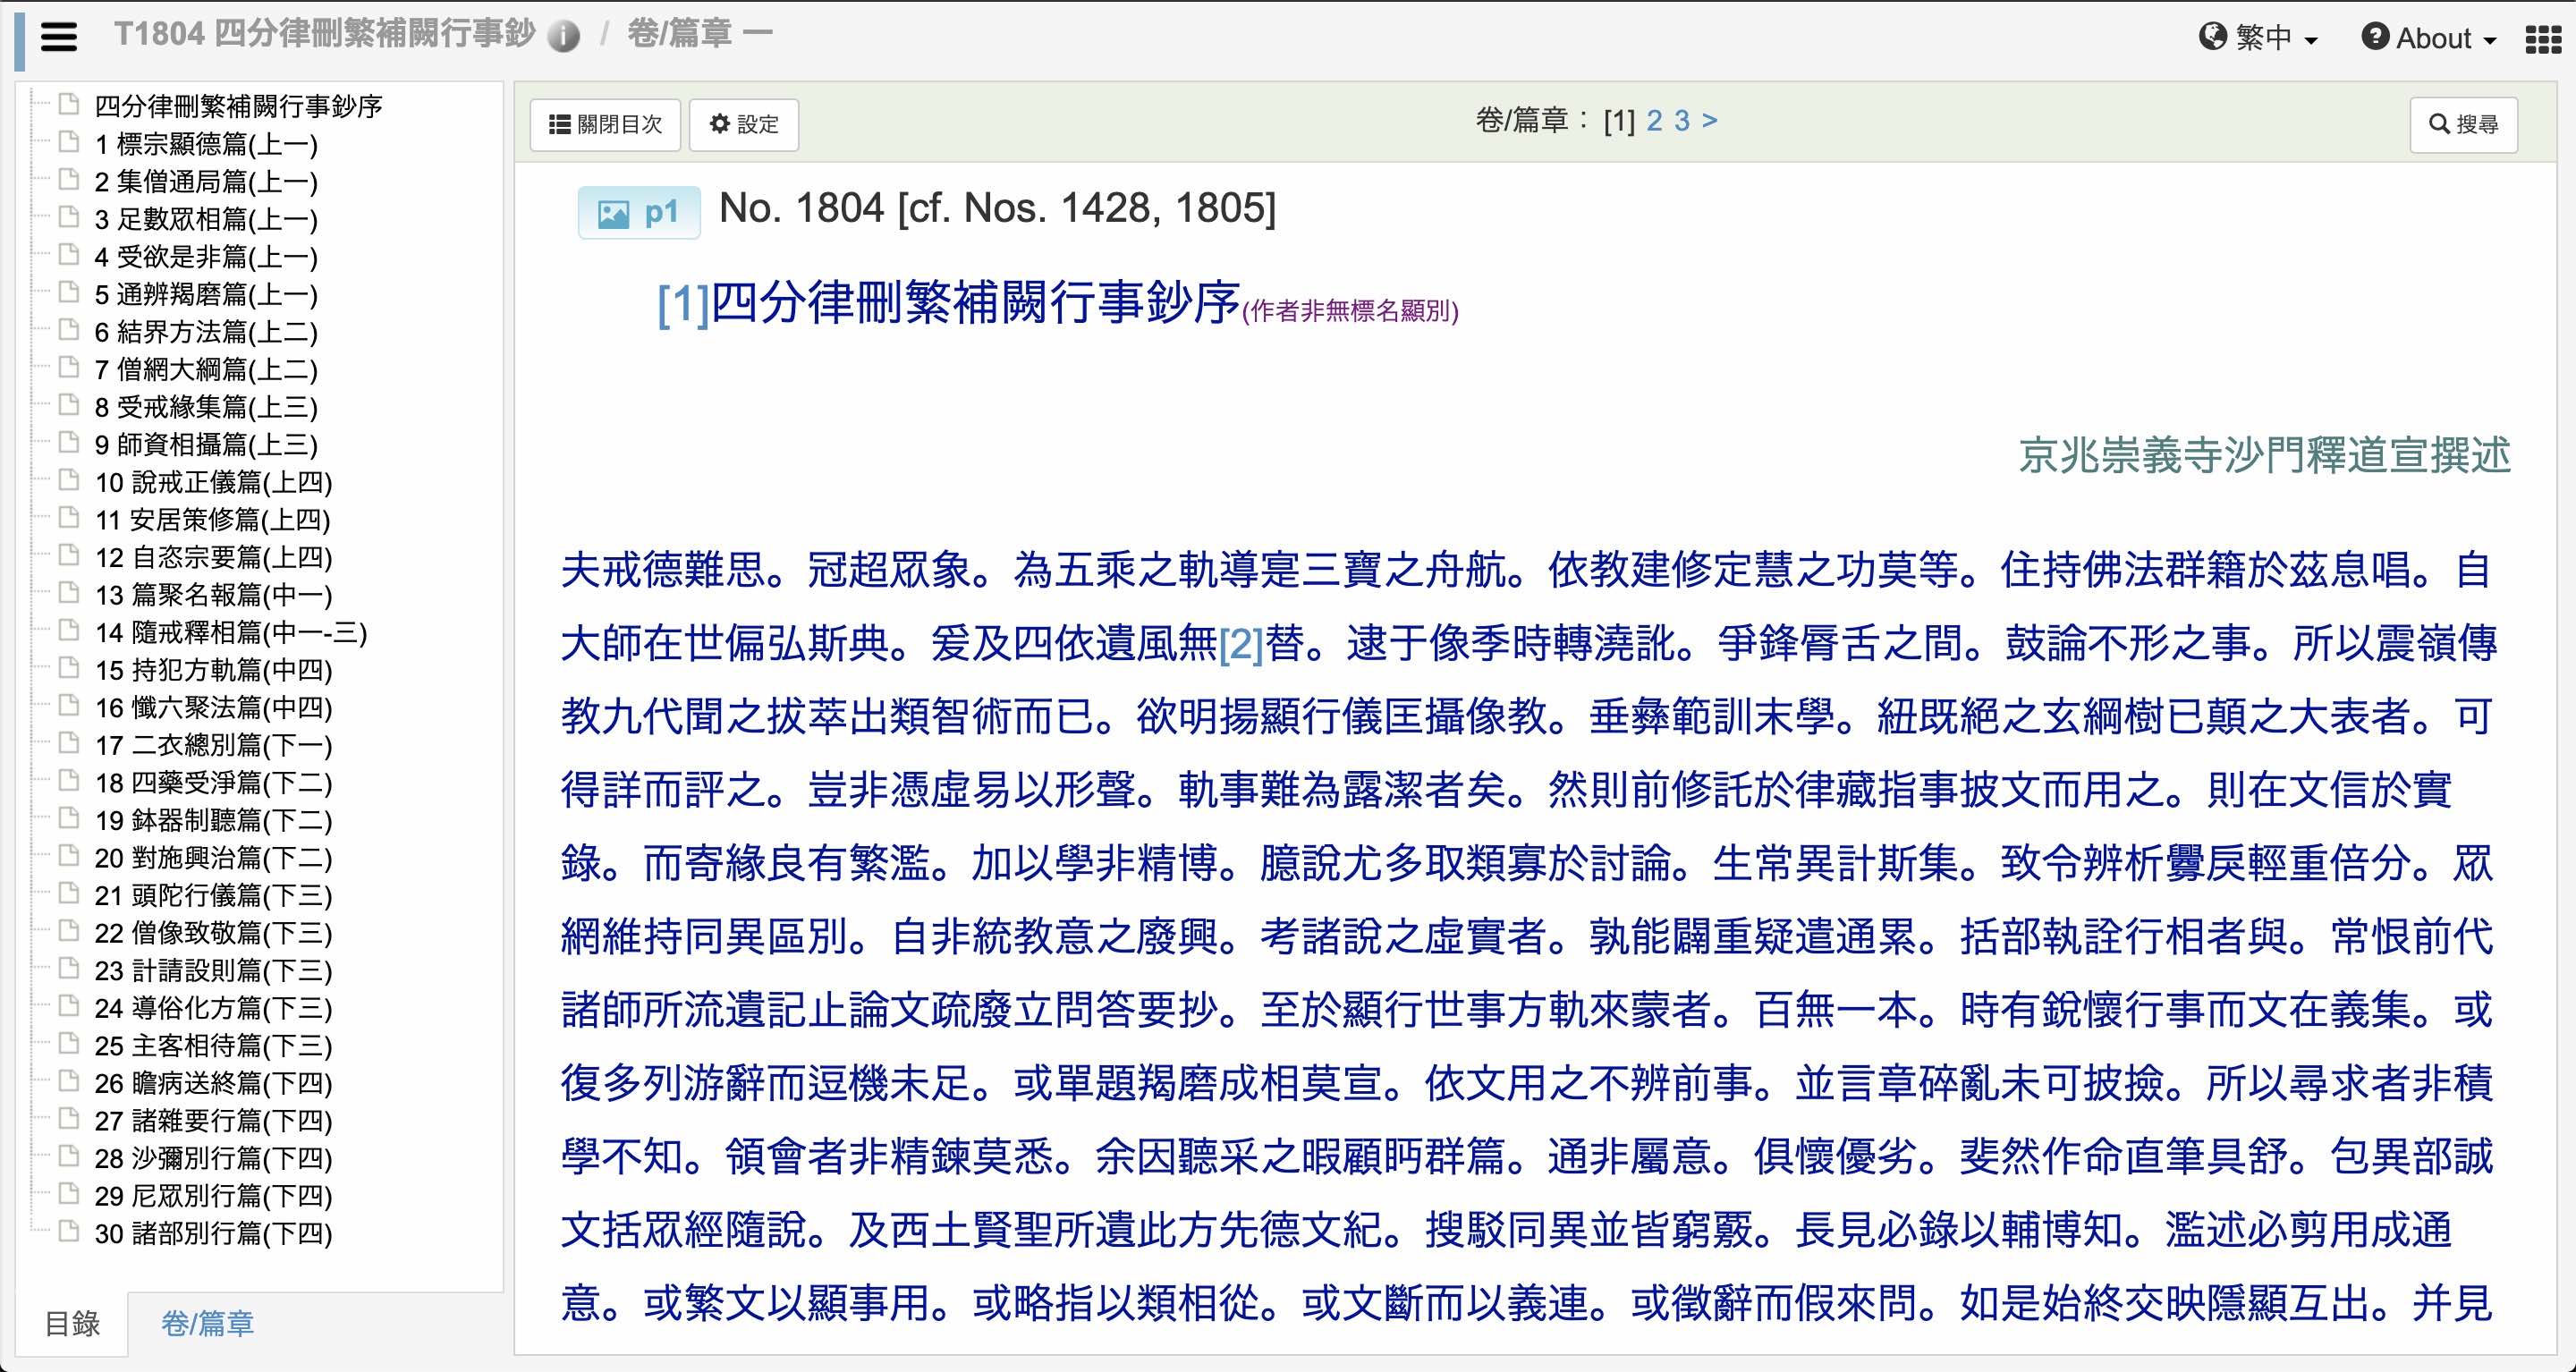 T1804 四分律刪繁補闕行事鈔 / 卷/篇章 一
繁中
About
四分律刪繁補闕行事鈔序
1 標宗顯德篇(上一)
2 集僧通局篇(上一)
3 足數眾相篇(上一)
4 受欲是非篇(上一)
5 通辨羯磨篇(上一)
6 結界方法篇(上二)
7 僧網大綱篇(上二)
8 受戒緣集篇(上三)
9 師資相攝篇(上三)
10 說戒正儀篇(上四)
11 安居策修篇(上四)
12 自恣宗要篇(上四)
13 篇聚名報篇(中一)
14 隨戒釋相篇(中一-三)
15 持犯方軌篇(中四)
16 懺六聚法篇(中四)
17 二衣總別篇(下一)
18 四藥受淨篇(下二)
19 鉢器制聽篇(下二)
20 對施興治篇(下二)
21 頭陀行儀篇(下三)
22 僧像致敬篇(下三)
23 計請設則篇(下三)
24 導俗化方篇(下三)
25 主客相待篇(下三)
26 瞻病送終篇(下四)
27 諸雜要行篇(下四)
28 沙彌別行篇(下四)
29 尼眾別行篇(下四)
30 諸部別行篇(下四)
目錄
卷/篇章
關閉目次
設定
卷/篇章：[1] 2 3 >
搜尋
p1 No. 1804 [cf. Nos. 1428, 1805]
[1]四分律刪繁補闕行事鈔序(作者非無標名顯別)
京兆崇義寺沙門釋道宣撰述
夫戒德難思。冠超眾象。為五乘之軌導寔三寶之舟航。依教建修定慧之功莫等。住持佛法群籍於茲息唱。自
大師在世偏弘斯典。爰及四依遺風無[2]替。逮于像季時轉澆訛。爭鋒脣舌之間。鼓論不形之事。所以震嶺傳
教九代聞之拔萃出類智術而已。欲明揚顯行儀匡攝像教。垂彝範訓末學。紐既絕之玄綱樹已顛之大表者。可
得詳而評之。豈非憑虛易以形聲。軌事難為露潔者矣。然則前修託於律藏指事披文而用之。則在文信於實
錄。而寄緣良有繁濫。加以學非精博。臆說尤多取類寡於討論。生常異計斯集。致令辨析釁戾輕重倍分。眾
網維持同異區別。自非統教意之廢興。考諸說之虛實者。孰能闢重疑遣通累。括部執詮行相者與。常恨前代
諸師所流遺記止論文疏廢立問答要抄。至於顯行世事方軌來蒙者。百無一本。時有銳懷行事而文在義集。或
復多列游辭而逗機未足。或單題羯磨成相莫宣。依文用之不辨前事。並言章碎亂未可披撿。所以尋求者非積
學不知。領會者非精鍊莫悉。余因聽采之暇顧眄群篇。通非屬意。俱懷優劣。斐然作命直筆具舒。包異部誠
文括眾經隨說。及西土賢聖所遺此方先德文紀。搜駁同異並皆窮覈。長見必錄以輔博知。濫述必剪用成通
意。或繁文以顯事用。或略指以類相從。或文斷而以義連。或徵辭而假來問。如是始終交映隱顯互出。并見